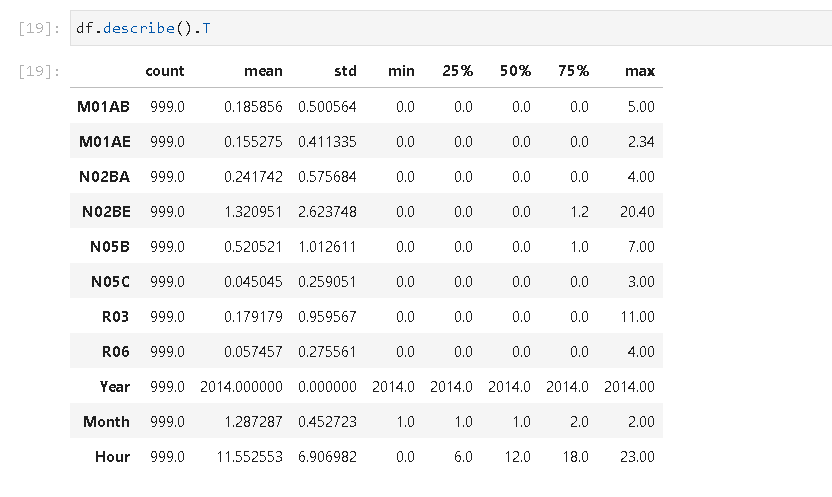 [19]: df.describe().T
[19]: count mean std min 25% 50% 75% max
M01AB 999.0 0.185856 0.500564 0.0 0.0 0.0 0.0 5.00
M01AE 999.0 0.155275 0.411335 0.0 0.0 0.0 0.0 2.34
N02BA 999.0 0.241742 0.575684 0.0 0.0 0.0 0.0 4.00
N02BE 999.0 1.320951 2.623748 0.0 0.0 0.0 1.2 20.40
N05B 999.0 0.520521 1.012611 0.0 0.0 0.0 1.0 7.00
N05C 999.0 0.045045 0.259051 0.0 0.0 0.0 0.0 3.00
R03 999.0 0.179179 0.959567 0.0 0.0 0.0 0.0 11.00
R06 999.0 0.057457 0.275561 0.0 0.0 0.0 0.0 4.00
Year 999.0 2014.000000 0.000000 2014.0 2014.0 2014.0 2014.0 2014.00
Month 999.0 1.287287 0.452723 1.0 1.0 1.0 2.0 2.00
Hour 999.0 11.552553 6.906982 0.0 6.0 12.0 18.0 23.00